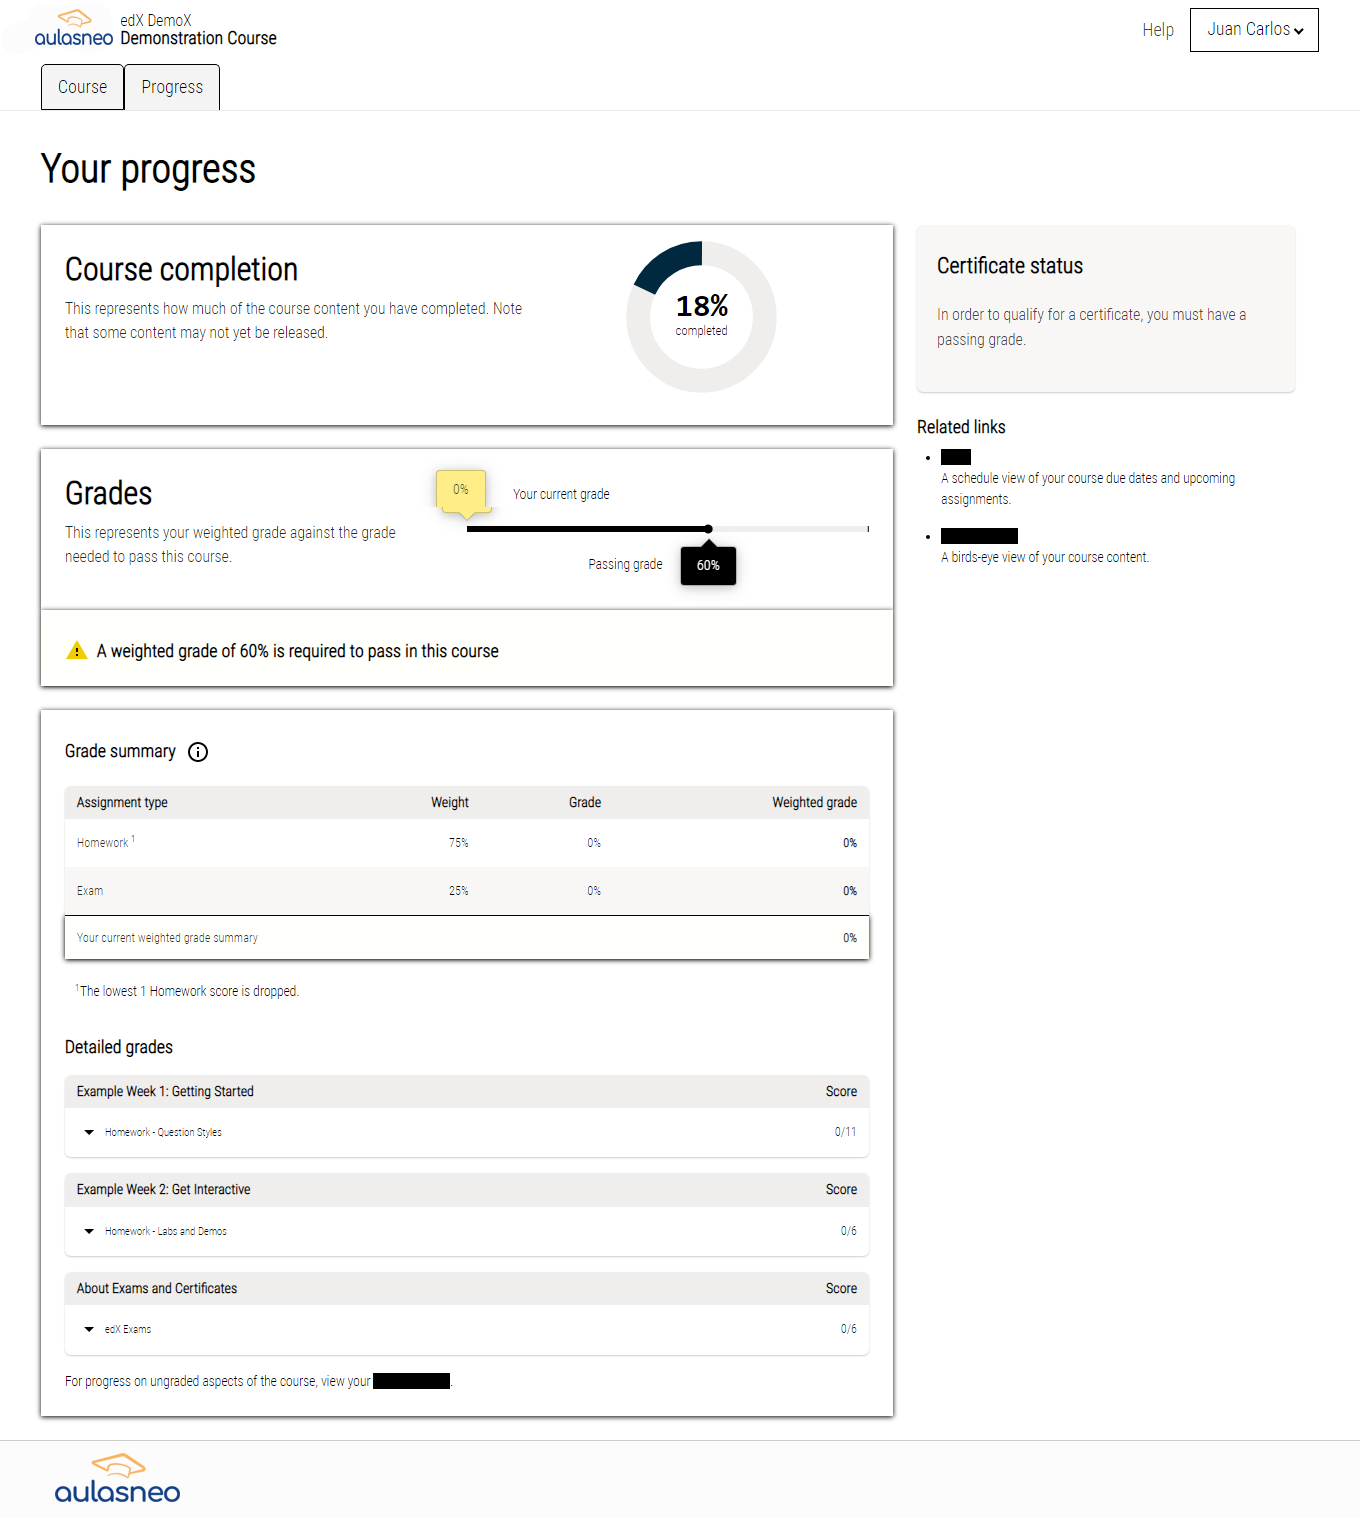 aulasneo
edX DemoX
Demonstration Course
Help
Juan Carlos
Course
Progress
Your progress
Course completion
This represents how much of the course content you have completed. Note
that some content may not yet be released.
18%
completed
Certificate status
In order to qualify for a certificate, you must have a
passing grade.
Related links
A schedule view of your course due dates and upcoming
assignments.
A birds-eye view of your course content.
Grades
This represents your weighted grade against the grade
needed to pass this course.
0%
Your current grade
Passing grade
60%
A weighted grade of 60% is required to pass in this course
Grade summary
Assignment type Weight Grade Weighted grade
Homework 1 75% 0% 0%
Exam 25% 0% 0%
Your current weighted grade summary 0%
1The lowest 1 Homework score is dropped.
Detailed grades
Example Week 1: Getting Started Score
Homework - Question Styles 0/11
Example Week 2: Get Interactive Score
Homework - Labs and Demos 0/6
About Exams and Certificates Score
edX Exams 0/6
For progress on ungraded aspects of the course, view your .
aulasneo